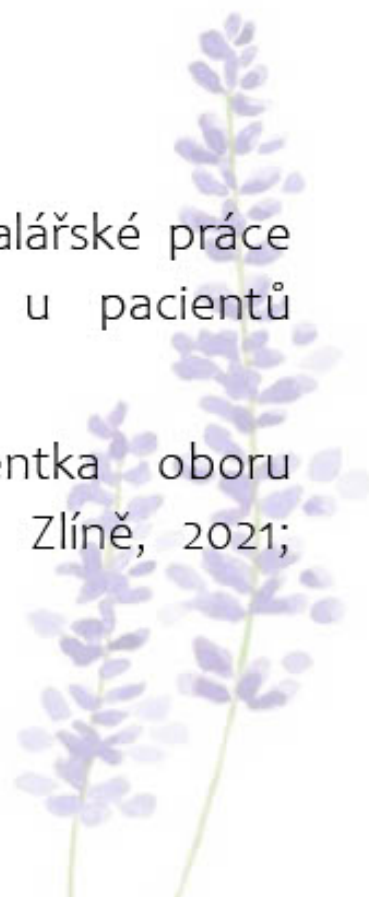 alářské práce
u pacientů
entka oboru
Zlíně, 2021;